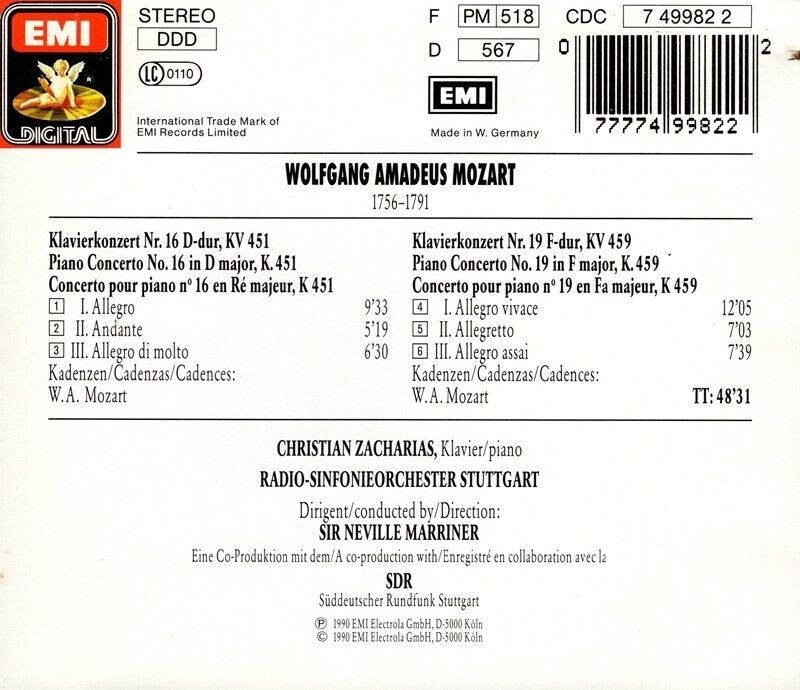 EMI
DIGITAL
STEREO
DDD
LC 0110
International Trade Mark of
EMI Records Limited
F PM 518
D 567
EMI
Made in W. Germany
CDC 7 49982 2
0 77774 99822 2
WOLFGANG AMADEUS MOZART
1756–1791
Klavierkonzert Nr. 16 D-dur, KV 451
Piano Concerto No. 16 in D major, K. 451
Concerto pour piano nº 16 en Ré majeur, K 451
1 I. Allegro 9’33
2 II. Andante 5’19
3 III. Allegro di molto 6’30
Kadenzen/Cadenzas/Cadences:
W. A. Mozart
Klavierkonzert Nr. 19 F-dur, KV 459
Piano Concerto No. 19 in F major, K. 459
Concerto pour piano nº 19 en Fa majeur, K 459
4 I. Allegro vivace 12’05
5 II. Allegretto 7’03
6 III. Allegro assai 7’39
Kadenzen/Cadenzas/Cadences:
W. A. Mozart TT: 48’31
CHRISTIAN ZACHARIAS, Klavier/piano
RADIO-SINFONIEORCHESTER STUTTGART
Dirigent/conducted by/Direction:
SIR NEVILLE MARRINER
Eine Co-Produktion mit dem/A co-production with/Enregistré en collaboration avec la
SDR
Süddeutscher Rundfunk Stuttgart
℗ 1990 EMI Electrola GmbH, D-5000 Köln
© 1990 EMI Electrola GmbH, D-5000 Köln